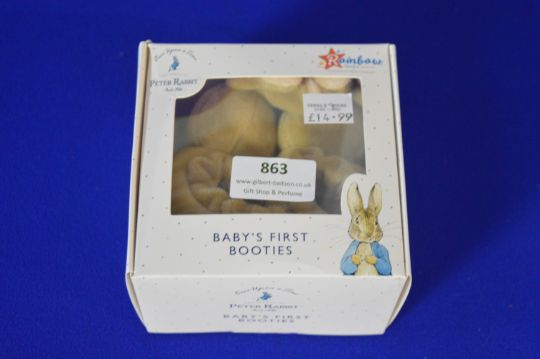 Once Upon a Time
PETER RABBIT
Rainbow
£14.99
863
www.gilbert-baitson.co.uk
Gift Shop & Perfume
BABY'S FIRST
BOOTIES
Once Upon a Time
PETER RABBIT
BABY'S FIRST
BOOTIES